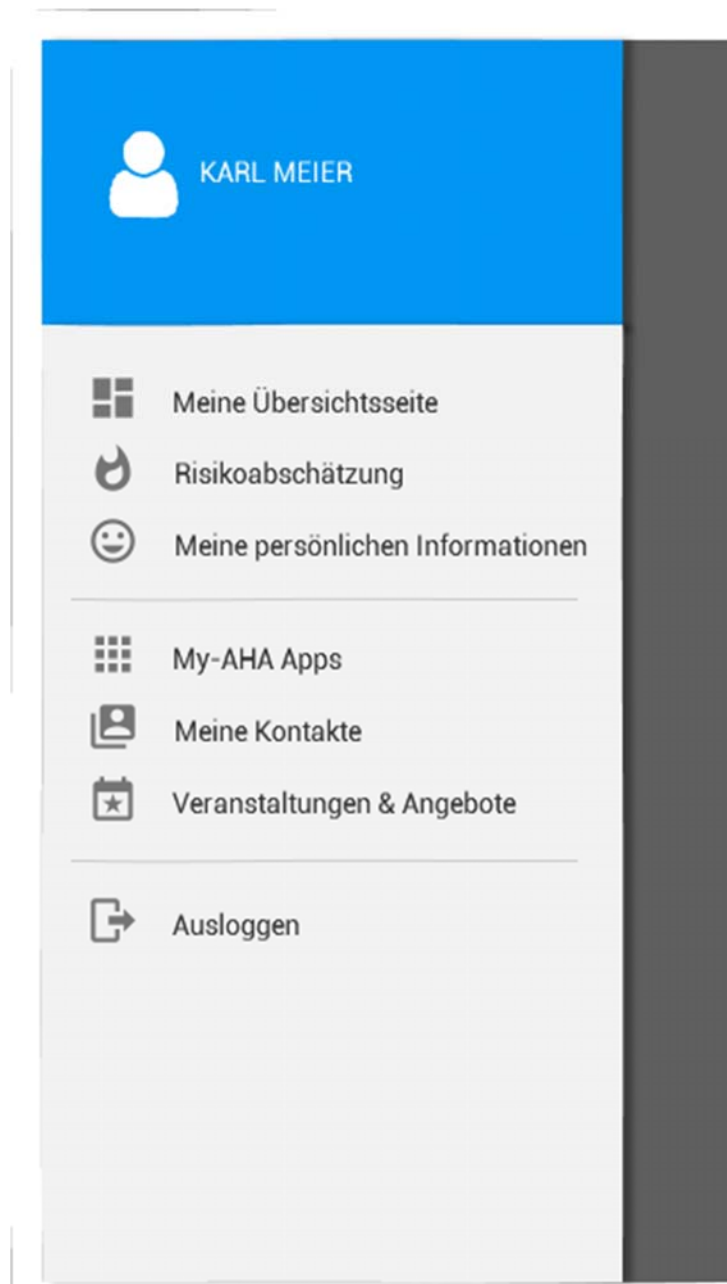 KARL MEIER
Meine Übersichtsseite
Risikoabschätzung
Meine persönlichen Informationen
My-AHA Apps
Meine Kontakte
Veranstaltungen & Angebote
Ausloggen